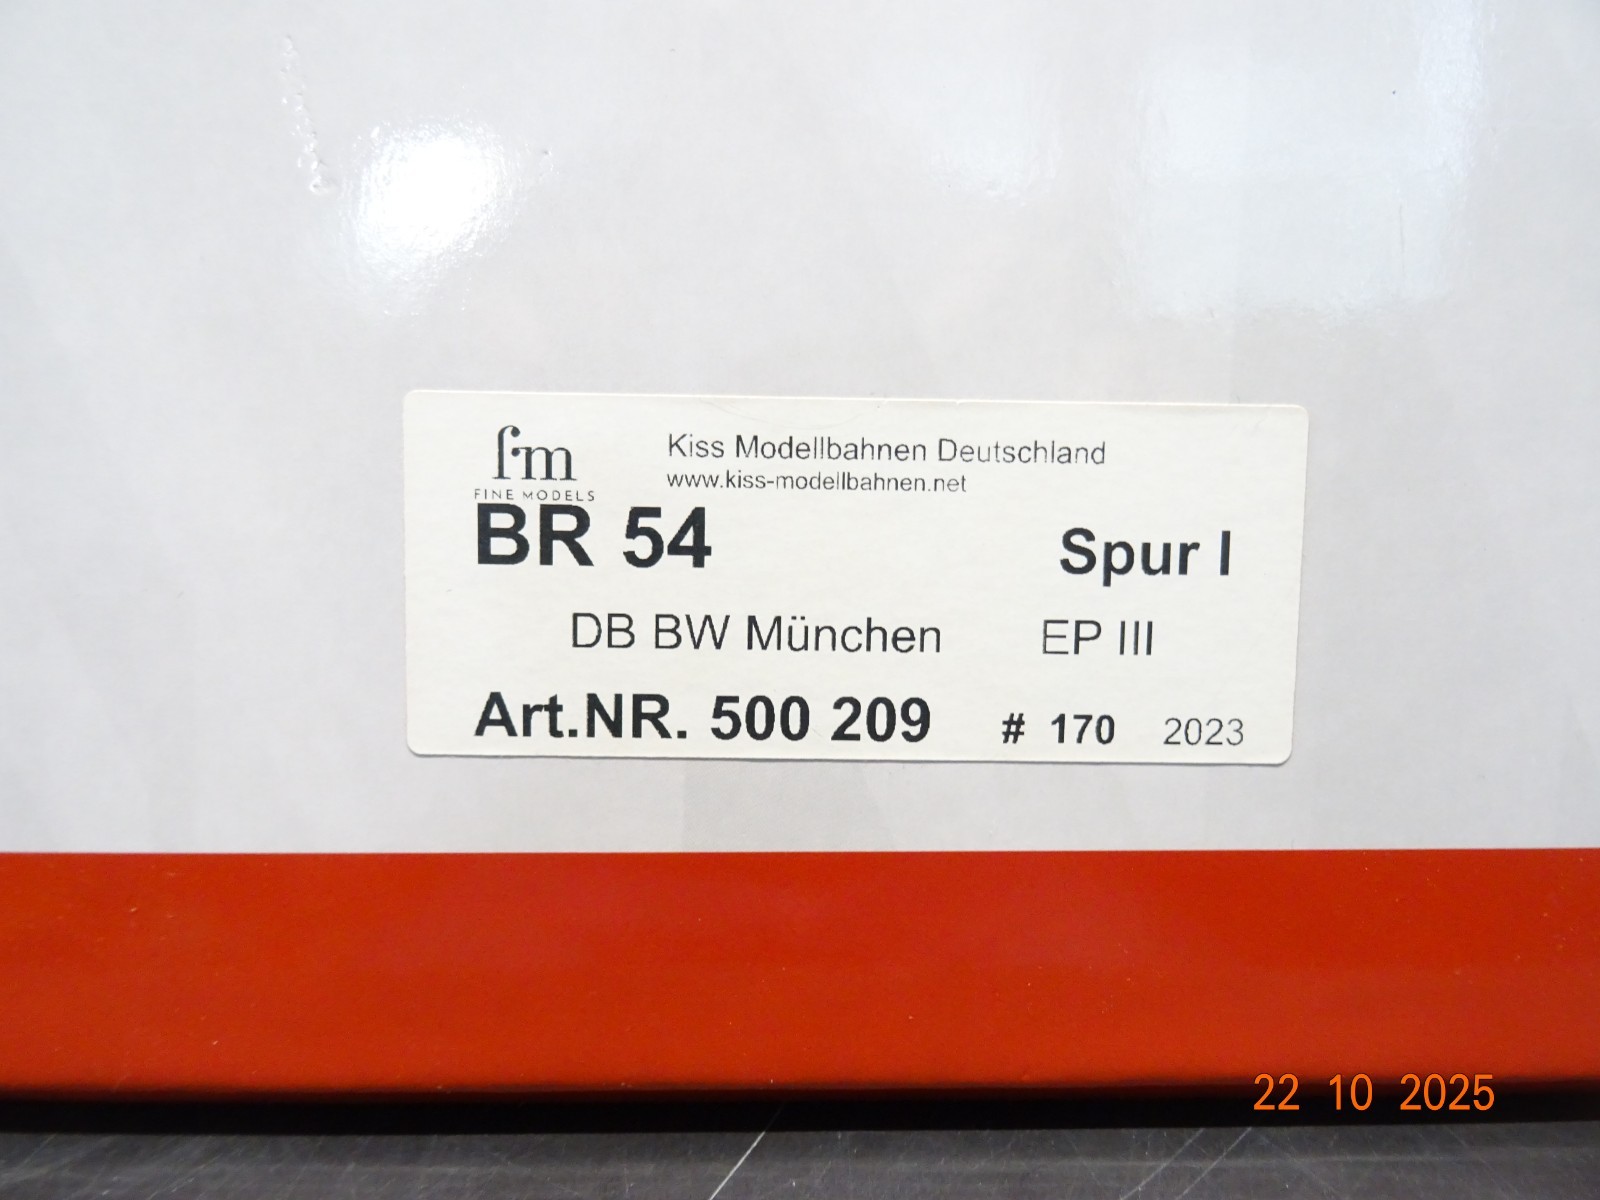 fm
FINE MODELS
Kiss Modellbahnen Deutschland
www.kiss-modellbahnen.net
BR 54 Spur I
DB BW München EP III
Art.NR. 500 209 # 170 2023
22 10 2025